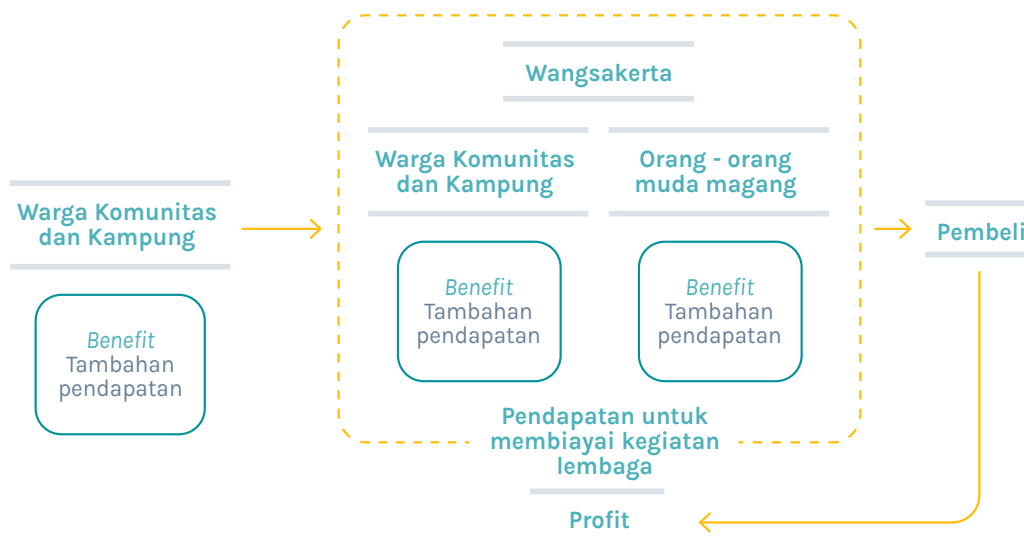 Wangsakerta
Warga Komunitas
dan Kampung
Orang - orang
muda magang
Warga Komunitas
dan Kampung
Pembeli
Benefit
Tambahan
pendapatan
Benefit
Tambahan
pendapatan
Benefit
Tambahan
pendapatan
Pendapatan untuk
membiayai kegiatan
lembaga
Profit